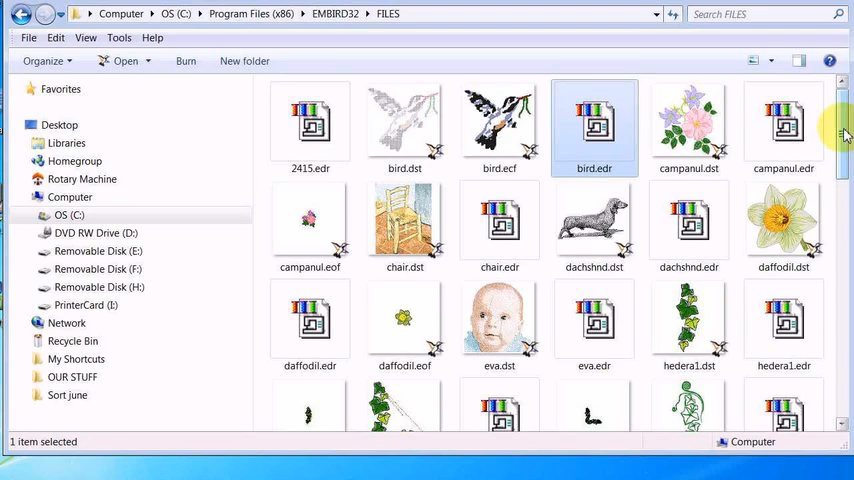 Computer ▸ OS (C:) ▸ Program Files (x86) ▸ EMBIRD32 ▸ FILES
Search FILES
File Edit View Tools Help
Organize Open Burn New folder
Favorites
Desktop
Libraries
Homegroup
Rotary Machine
Computer
OS (C:)
DVD RW Drive (D:)
Removable Disk (E:)
Removable Disk (F:)
Removable Disk (H:)
PrinterCard (I:)
Network
Recycle Bin
My Shortcuts
OUR STUFF
Sort june
2415.edr bird.dst bird.ecf bird.edr campanul.dst campanul.edr
campanul.eof chair.dst chair.edr dachshnd.dst dachshnd.edr daffodil.dst
daffodil.edr daffodil.eof eva.dst eva.edr hedera1.dst hedera1.edr
1 item selected
Computer